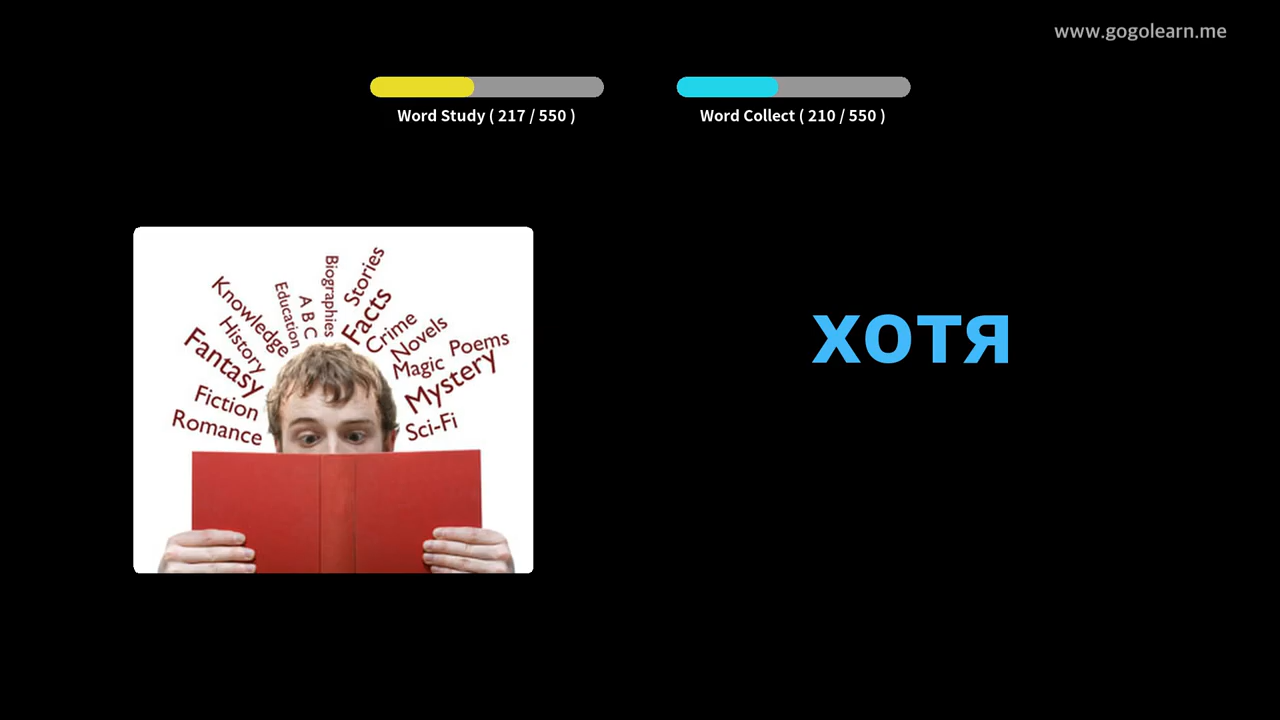 www.gogolearn.me
Word Study ( 217 / 550 )
Word Collect ( 210 / 550 )
Biographies
Stories
Education
A B C
Facts
Knowledge
Crime
History
Novels
Poems
Fantasy
Magic
Mystery
Fiction
Romance
Sci-Fi
хотя